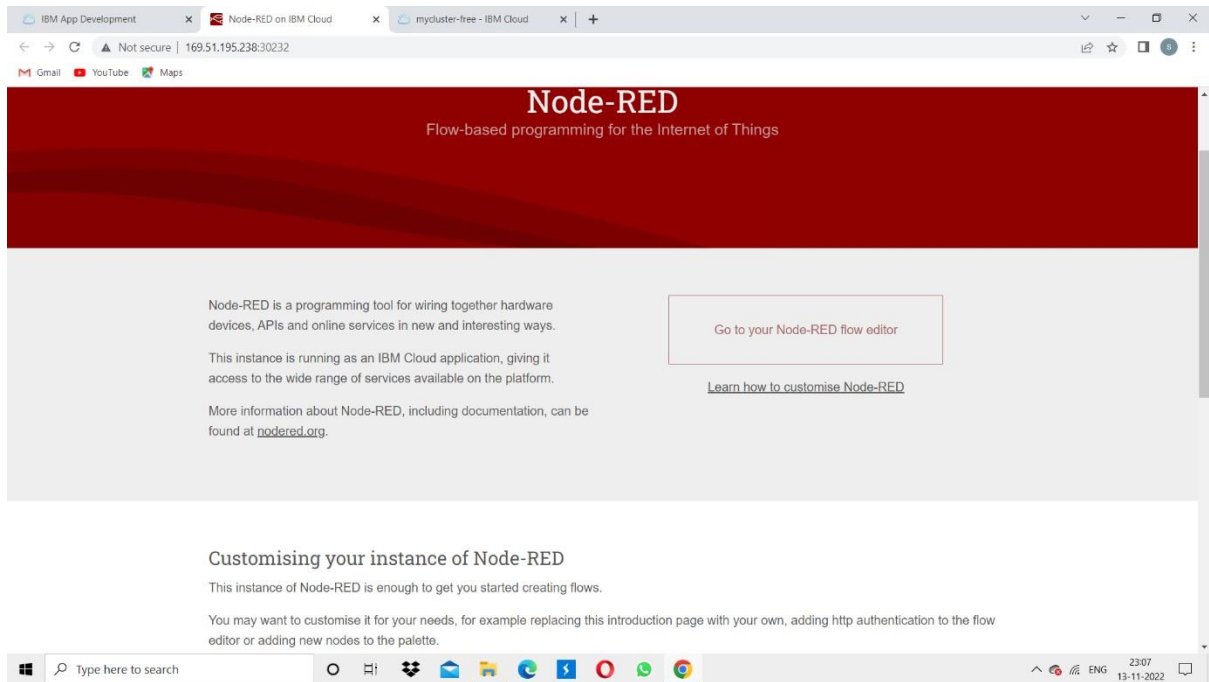 IBM App Development
Node-RED on IBM Cloud
mycluster-free - IBM Cloud
Not secure | 169.51.195.238:30232
Gmail YouTube Maps
Node-RED
Flow-based programming for the Internet of Things
Node-RED is a programming tool for wiring together hardware
devices, APIs and online services in new and interesting ways.
This instance is running as an IBM Cloud application, giving it
access to the wide range of services available on the platform.
More information about Node-RED, including documentation, can be
found at nodered.org.
Go to your Node-RED flow editor
Learn how to customise Node-RED
Customising your instance of Node-RED
This instance of Node-RED is enough to get you started creating flows.
You may want to customise it for your needs, for example replacing this introduction page with your own, adding http authentication to the flow
editor or adding new nodes to the palette.
Type here to search
ENG
23:07
13-11-2022